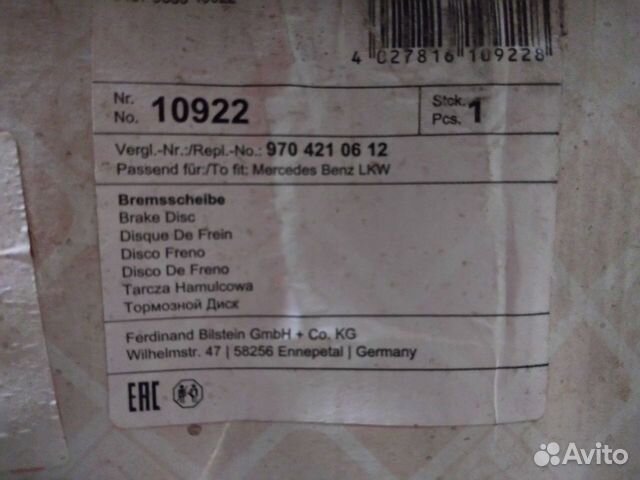 4 027816 109228
Nr.
No. 10922
Stck.
Pcs. 1
Vergl.-Nr.:/Repl.-No.: 970 421 06 12
Passend für:/To fit: Mercedes Benz LKW
Bremsscheibe
Brake Disc
Disque De Frein
Disco Freno
Disco De Freno
Tarcza Hamulcowa
Тормозной Диск
Ferdinand Bilstein GmbH + Co. KG
Wilhelmstr. 47 | 58256 Ennepetal | Germany
EAC
Avito